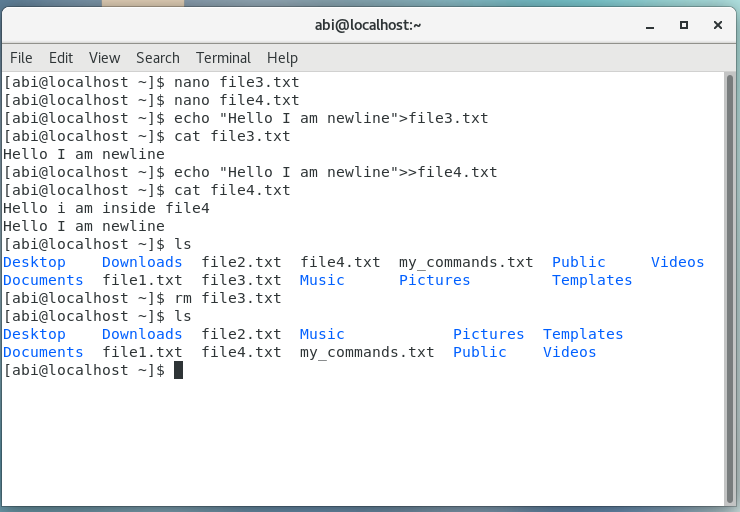 abi@localhost:~
File Edit View Search Terminal Help
[abi@localhost ~]$ nano file3.txt
[abi@localhost ~]$ nano file4.txt
[abi@localhost ~]$ echo "Hello I am newline">file3.txt
[abi@localhost ~]$ cat file3.txt
Hello I am newline
[abi@localhost ~]$ echo "Hello I am newline">>file4.txt
[abi@localhost ~]$ cat file4.txt
Hello i am inside file4
Hello I am newline
[abi@localhost ~]$ ls
Desktop    Downloads  file2.txt  file4.txt  my_commands.txt  Public     Videos
Documents  file1.txt  file3.txt  Music      Pictures         Templates
[abi@localhost ~]$ rm file3.txt
[abi@localhost ~]$ ls
Desktop    Downloads  file2.txt  Music            Pictures  Templates
Documents  file1.txt  file4.txt  my_commands.txt  Public    Videos
[abi@localhost ~]$